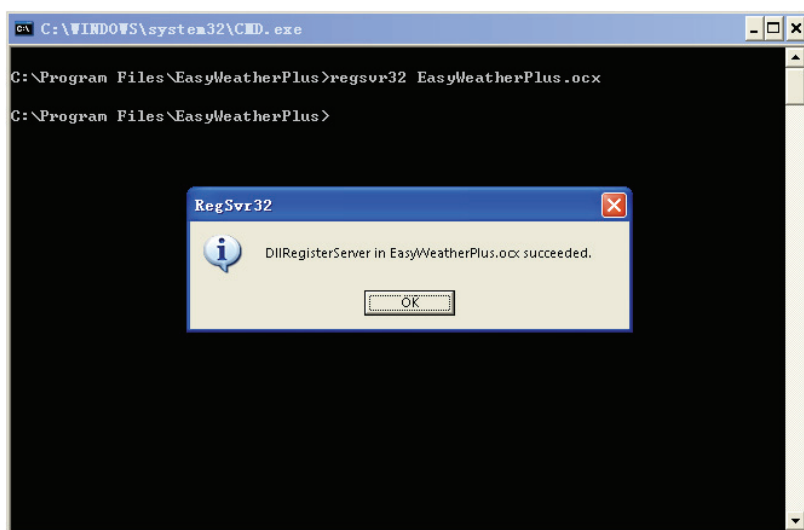 C:\WINDOWS\system32\CMD.exe
C:\Program Files\EasyWeatherPlus>regsvr32 EasyWeatherPlus.ocx
C:\Program Files\EasyWeatherPlus>
RegSvr32
DllRegisterServer in EasyWeatherPlus.ocx succeeded.
OK